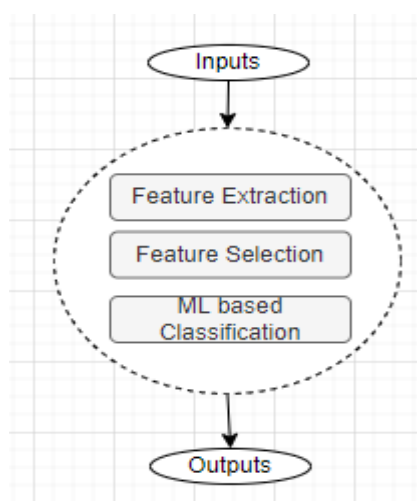 Inputs
Feature Extraction
Feature Selection
ML based
Classification
Outputs